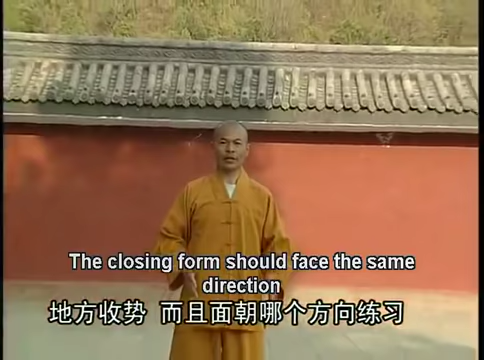 The closing form should face the same
direction
地方收势 而且面朝哪个方向练习